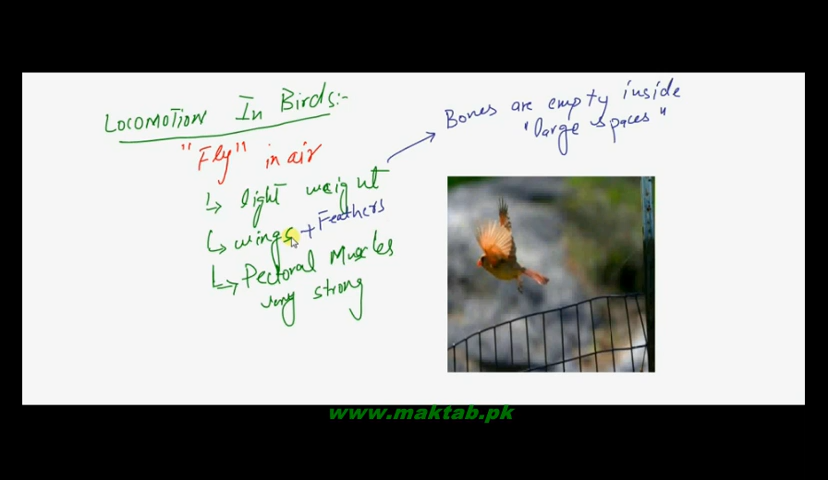 Locomotion In Birds:-
"Fly" in air
↳ light weight
Bones are empty inside
"large spaces"
↳ wings + Feathers
↳ Pectoral Muscles
very strong
www.maktab.pk